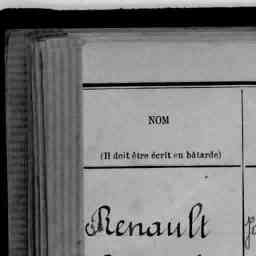 NOM
(Il doit être écrit en bâtarde)
Renault